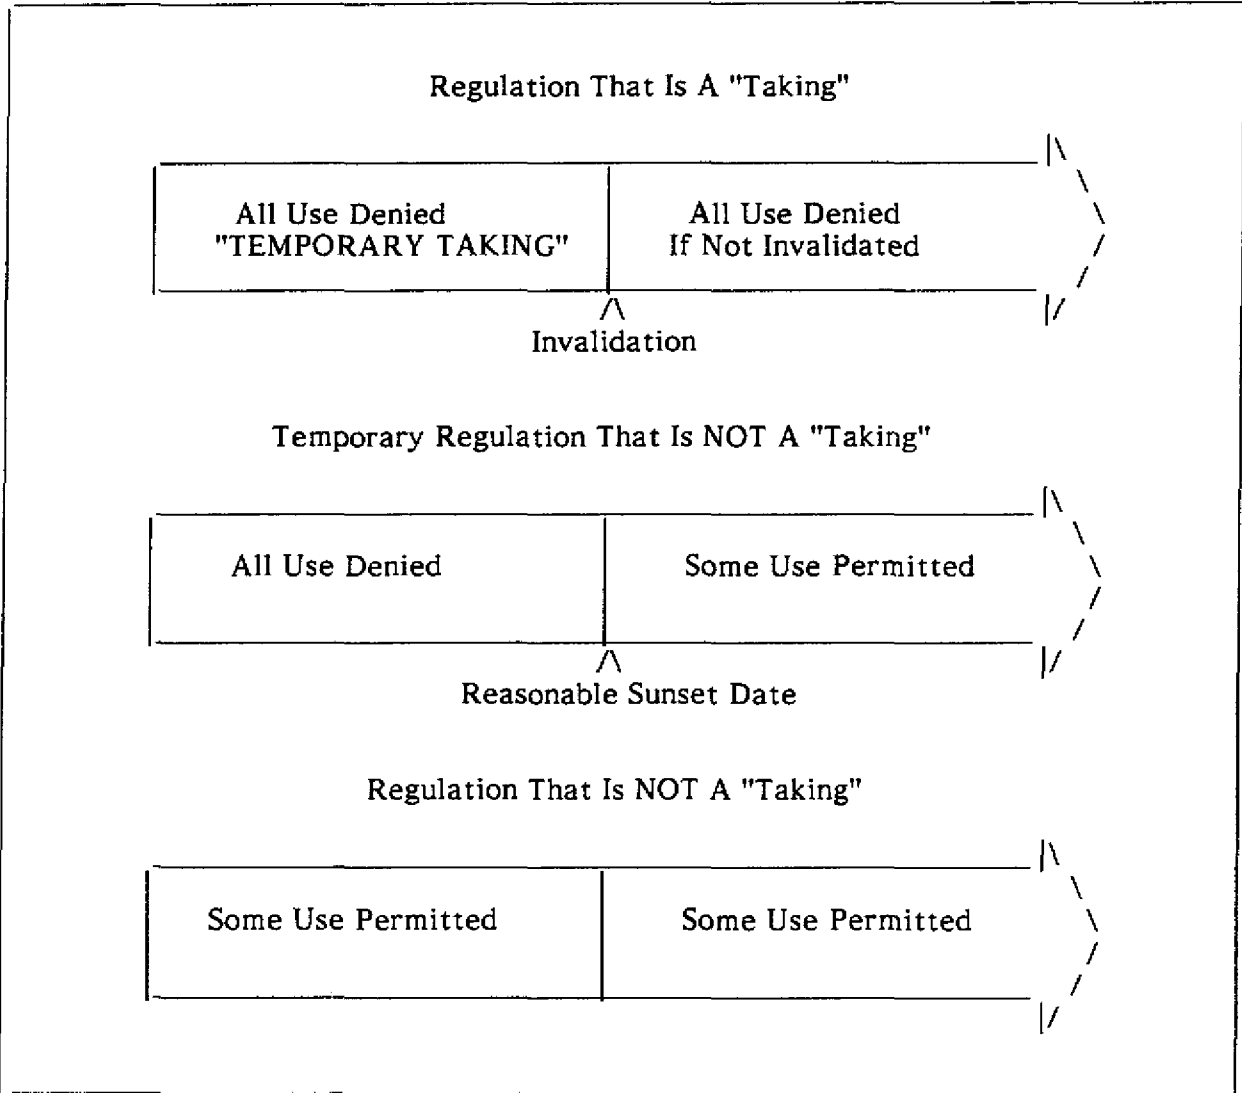 Regulation That Is A "Taking"
All Use Denied
"TEMPORARY TAKING"
All Use Denied
If Not Invalidated
Invalidation
Temporary Regulation That Is NOT A "Taking"
All Use Denied
Some Use Permitted
Reasonable Sunset Date
Regulation That Is NOT A "Taking"
Some Use Permitted
Some Use Permitted